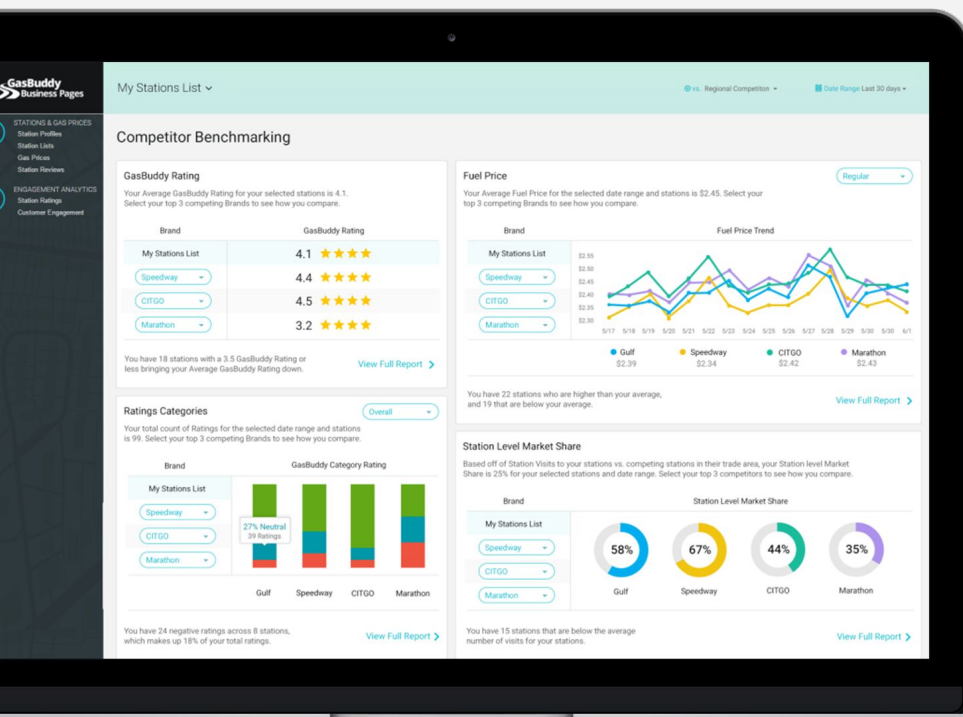 GasBuddy
Business Pages
STATIONS & GAS PRICES
Station Profiles
Station Lists
Gas Prices
Station Reviews
ENGAGEMENT ANALYTICS
Station Ratings
Customer Engagement
My Stations List
vs. Regional Competiton
Date Range Last 30 days
Competitor Benchmarking
GasBuddy Rating
Your Average GasBuddy Rating for your selected stations is 4.1.
Select your top 3 competing Brands to see how you compare.
Brand GasBuddy Rating
My Stations List 4.1
Speedway 4.4
CITGO 4.5
Marathon 3.2
You have 18 stations with a 3.5 GasBuddy Rating or
less bringing your Average GasBuddy Rating down.
View Full Report
Fuel Price
Regular
Your Average Fuel Price for the selected date range and stations is $2.45. Select your
top 3 competing Brands to see how you compare.
Brand Fuel Price Trend
My Stations List
Speedway
CITGO
Marathon
$2.55
$2.50
$2.45
$2.40
$2.35
$2.30
5/17 5/18 5/19 5/20 5/21 5/22 5/23 5/24 5/25 5/26 5/27 5/28 5/29 5/30 5/30 6/1
Gulf Speedway CITGO Marathon
$2.39 $2.34 $2.42 $2.43
You have 22 stations who are higher than your average,
and 19 that are below your average.
View Full Report
Ratings Categories
Overall
Your total count of Ratings for the selected date range and stations
is 99. Select your top 3 competing Brands to see how you compare.
Brand GasBuddy Category Rating
My Stations List
Speedway
CITGO
Marathon
27% Neutral
39 Ratings
Gulf Speedway CITGO Marathon
You have 24 negative ratings across 8 stations,
which makes up 18% of your total ratings.
View Full Report
Station Level Market Share
Based off of Station Visits to your stations vs. competing stations in their trade area, your Station level Market
Share is 25% for your selected stations and date range. Select your top 3 competitors to see how you compare.
Brand Station Level Market Share
My Stations List
Speedway
CITGO
Marathon
58% 67% 44% 35%
Gulf Speedway CITGO Marathon
You have 15 stations that are below the average
number of visits for your stations.
View Full Report